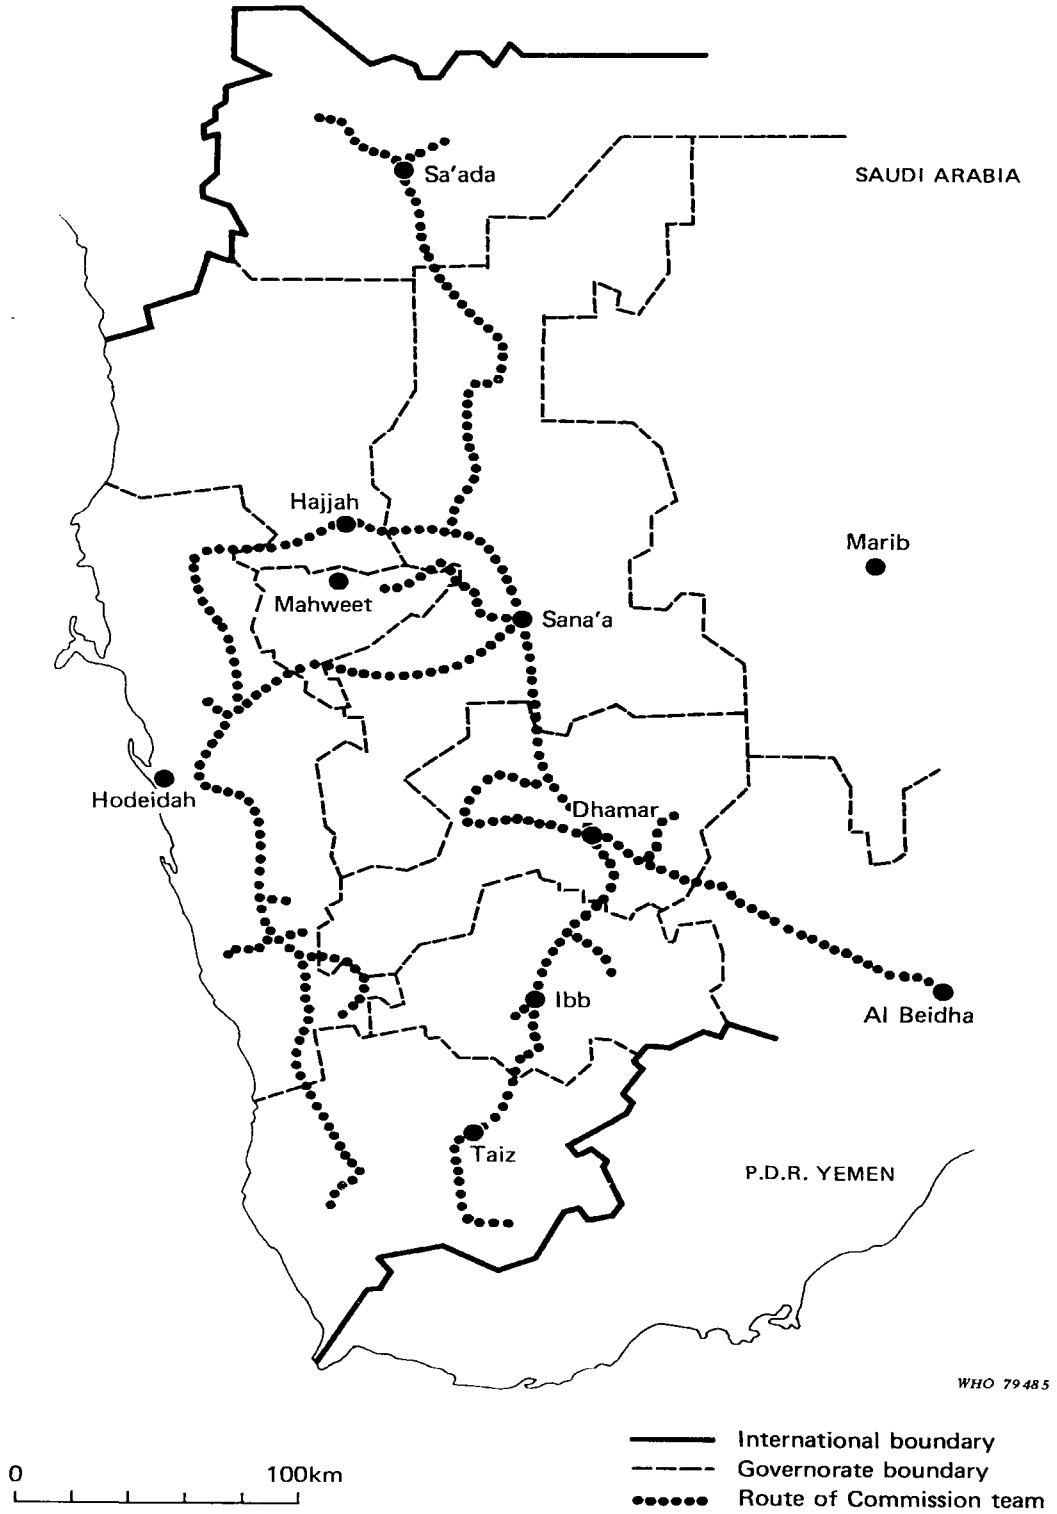 Sa'ada
SAUDI ARABIA
Hajjah
Marib
Mahweet
Sana'a
Hodeidah
Dhamar
Ibb
Al Beidha
Taiz
P.D.R. YEMEN
WHO 79485
International boundary
0 100km
Governorate boundary
Route of Commission team